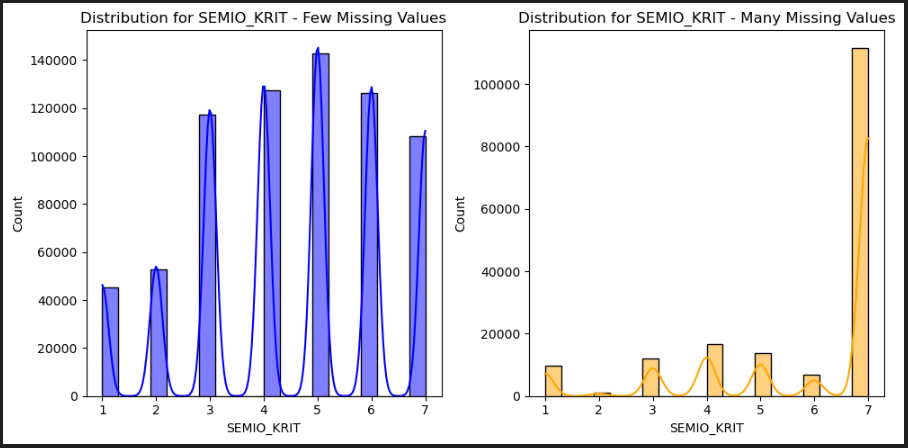 Distribution for SEMIO_KRIT - Few Missing Values
140000
120000
100000
80000
60000
40000
20000
0
Count
1 2 3 4 5 6 7
SEMIO_KRIT
Distribution for SEMIO_KRIT - Many Missing Values
100000
80000
60000
40000
20000
0
Count
1 2 3 4 5 6 7
SEMIO_KRIT